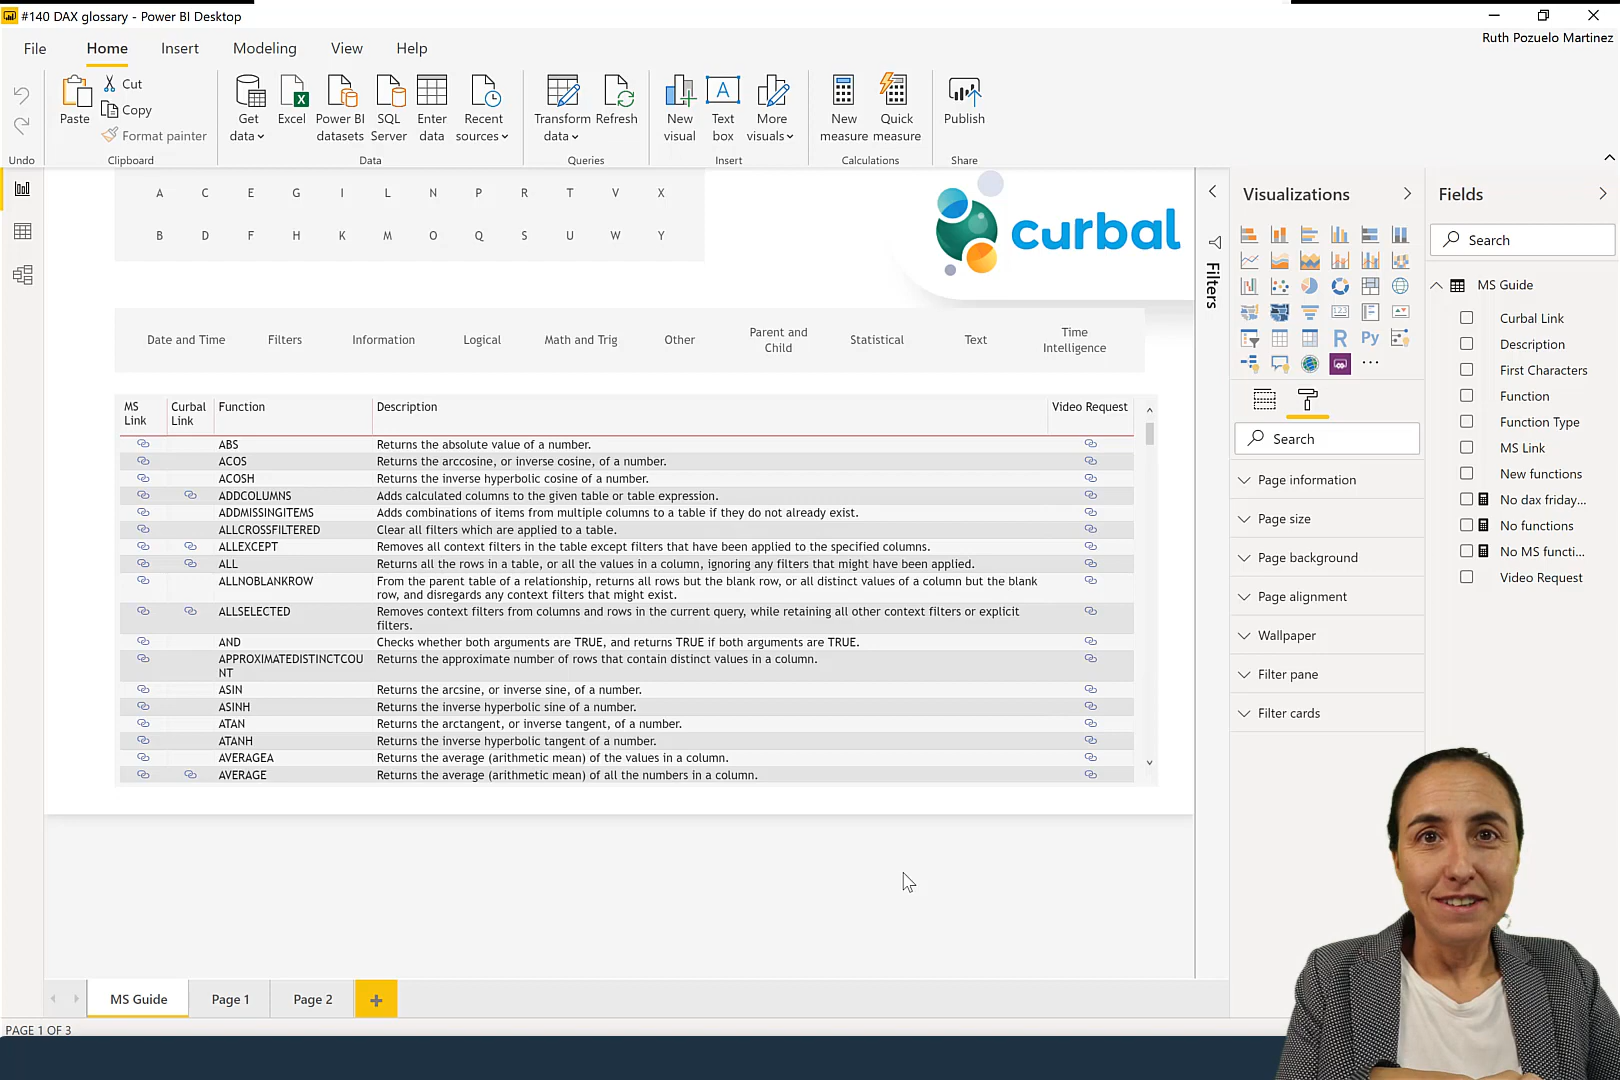 #140 DAX glossary - Power BI Desktop
Ruth Pozuelo Martinez
File
Home
Insert
Modeling
View
Help
Paste
Cut
Copy
Format painter
Get data
Excel
Power BI datasets
SQL Server
Enter data
Recent sources
Transform data
Refresh
New visual
A
Text box
More visuals
New measure
Quick measure
Publish
Undo
Clipboard
Data
Queries
Insert
Calculations
Share
A C E G I L N P R T V X
B D F H K M O Q S U W Y
curbal
Date and Time
Filters
Information
Logical
Math and Trig
Other
Parent and Child
Statistical
Text
Time Intelligence
MS Link
Curbal Link
Function
Description
Video Request
ABS Returns the absolute value of a number.
ACOS Returns the arccosine, or inverse cosine, of a number.
ACOSH Returns the inverse hyperbolic cosine of a number.
ADDCOLUMNS Adds calculated columns to the given table or table expression.
ADDMISSINGITEMS Adds combinations of items from multiple columns to a table if they do not already exist.
ALLCROSSFILTERED Clear all filters which are applied to a table.
ALLEXCEPT Removes all context filters in the table except filters that have been applied to the specified columns.
ALL Returns all the rows in a table, or all the values in a column, ignoring any filters that might have been applied.
ALLNOBLANKROW From the parent table of a relationship, returns all rows but the blank row, or all distinct values of a column but the blank
row, and disregards any context filters that might exist.
ALLSELECTED Removes context filters from columns and rows in the current query, while retaining all other context filters or explicit
filters.
AND Checks whether both arguments are TRUE, and returns TRUE if both arguments are TRUE.
APPROXIMATEDISTINCTCOU Returns the approximate number of rows that contain distinct values in a column.
NT
ASIN Returns the arcsine, or inverse sine, of a number.
ASINH Returns the inverse hyperbolic sine of a number.
ATAN Returns the arctangent, or inverse tangent, of a number.
ATANH Returns the inverse hyperbolic tangent of a number.
AVERAGEA Returns the average (arithmetic mean) of the values in a column.
AVERAGE Returns the average (arithmetic mean) of all the numbers in a column.
Filters
Visualizations
123
R
Py
Search
Page information
Page size
Page background
Page alignment
Wallpaper
Filter pane
Filter cards
Fields
Search
MS Guide
Curbal Link
Description
First Characters
Function
Function Type
MS Link
New functions
No dax friday...
No functions
No MS functi...
Video Request
MS Guide
Page 1
Page 2
PAGE 1 OF 3